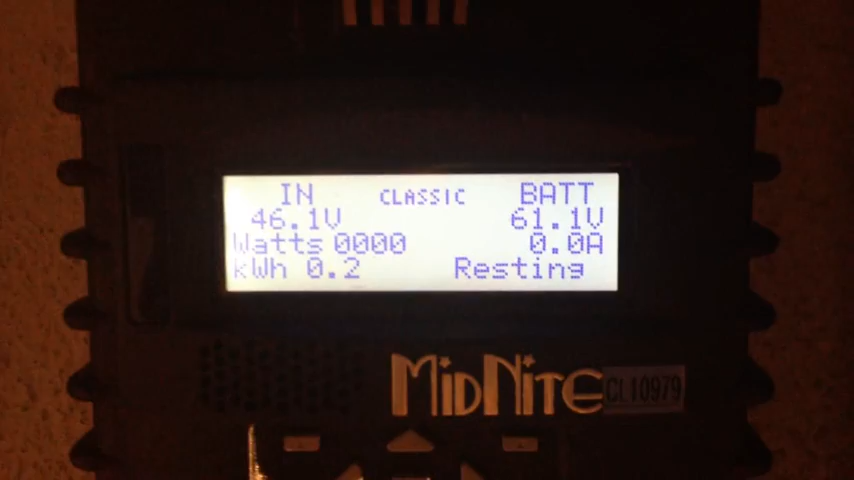 IN CLASSIC BATT
46.1V 61.1V
Watts 0000 0.0A
kWh 0.2 Resting
MIDNITE
CL10979